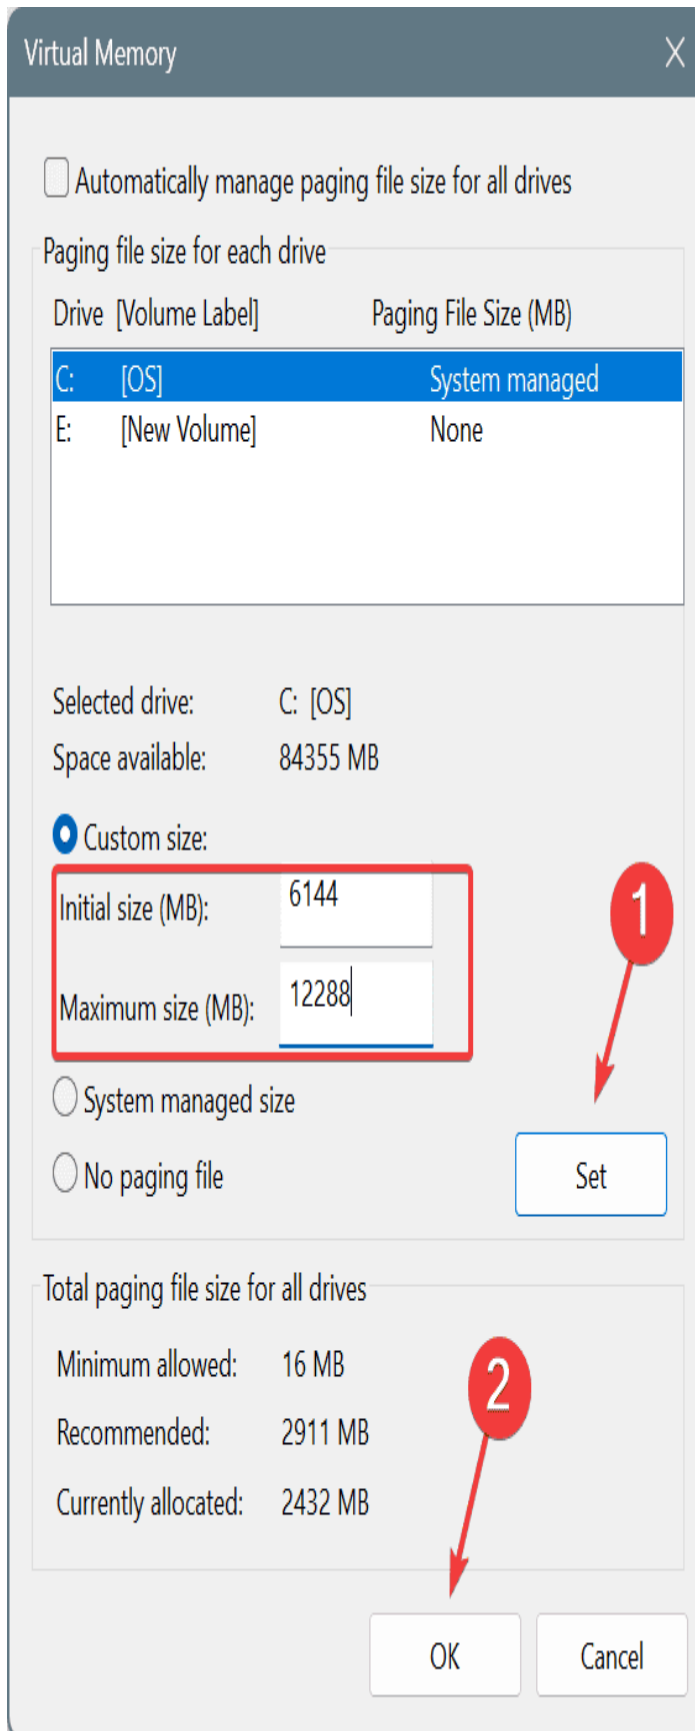 Virtual Memory
Automatically manage paging file size for all drives
Paging file size for each drive
Drive [Volume Label] Paging File Size (MB)
C: [OS] System managed
E: [New Volume] None
Selected drive: C: [OS]
Space available: 84355 MB
Custom size:
Initial size (MB): 6144
1
Maximum size (MB): 12288
System managed size
No paging file
Set
Total paging file size for all drives
Minimum allowed: 16 MB
2
Recommended: 2911 MB
Currently allocated: 2432 MB
OK Cancel